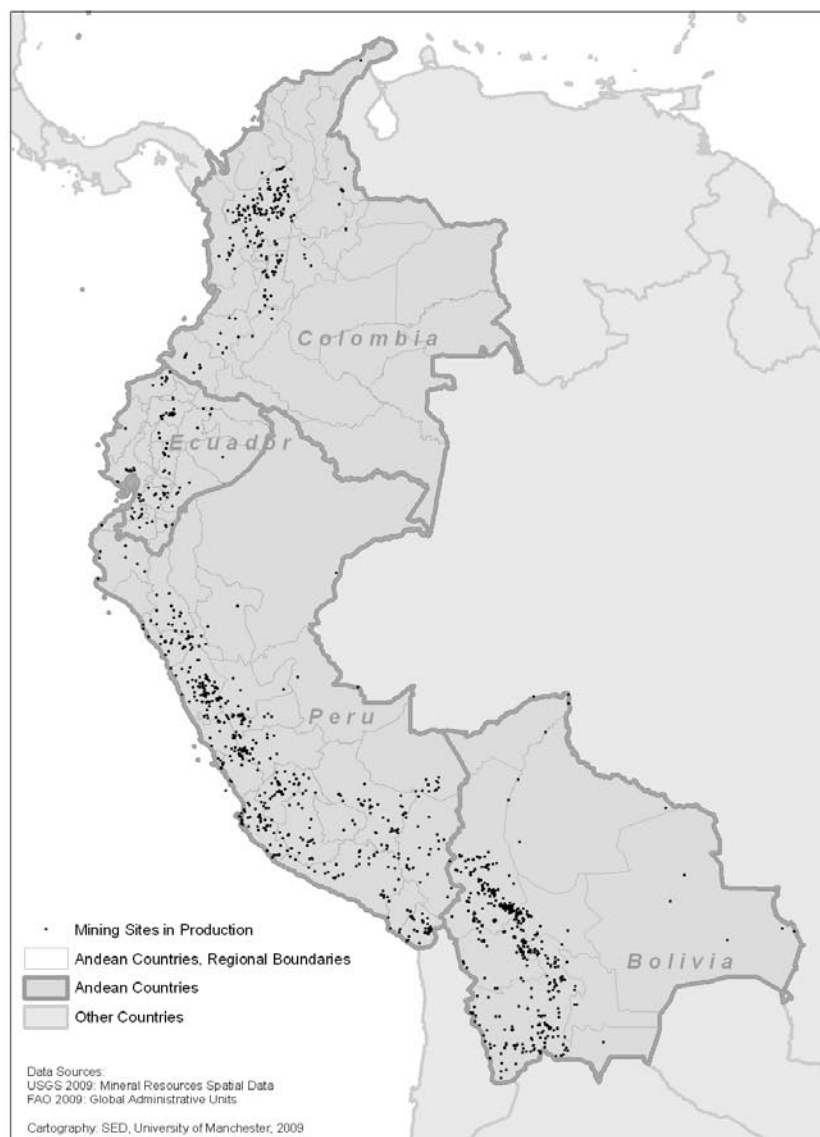 Colombia
Ecuador
Peru
Bolivia
Mining Sites in Production
Andean Countries, Regional Boundaries
Andean Countries
Other Countries
Data Sources:
USGS 2009: Mineral Resources Spatial Data
FAO 2009: Global Administrative Units
Cartography: SED, University of Manchester, 2009